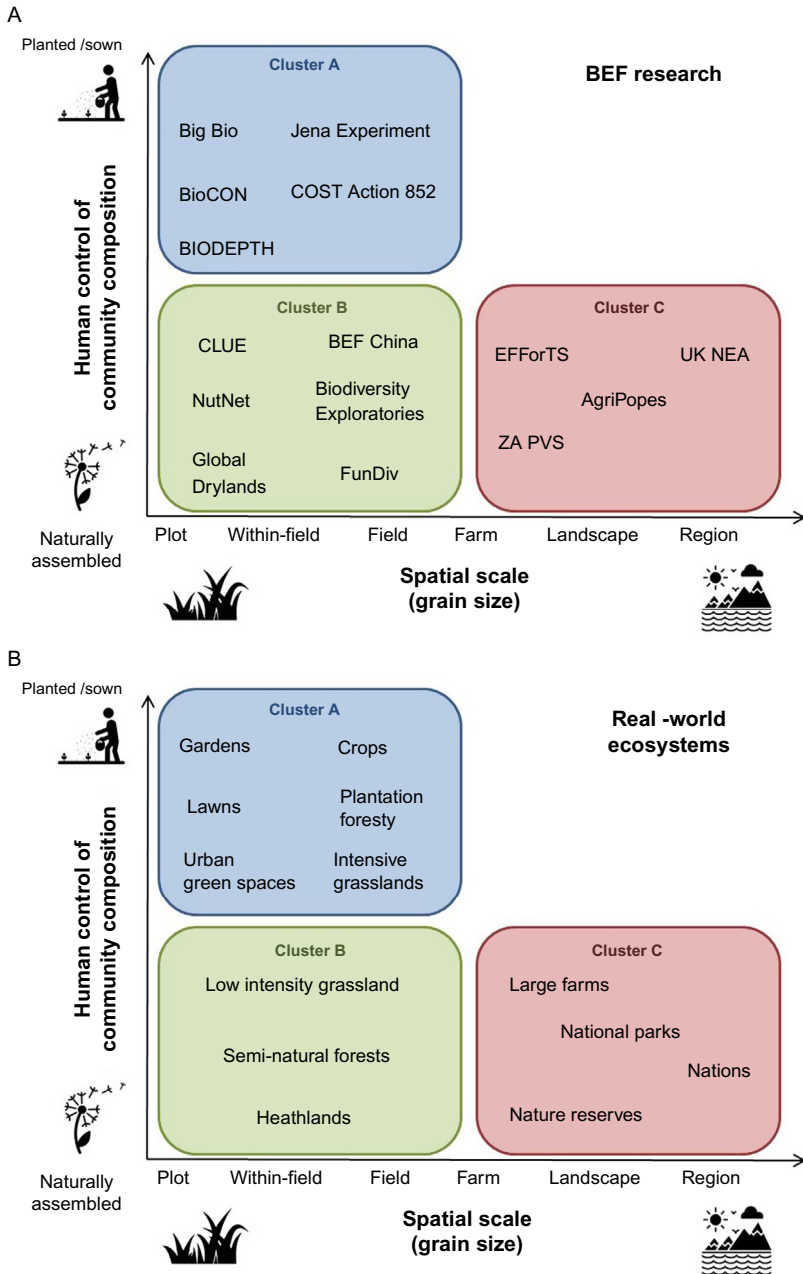 A
Planted /sown
Human control of
community composition
Naturally
assembled
BEF research
Cluster A
Big Bio
Jena Experiment
BioCON
COST Action 852
BIODEPTH
Cluster B
CLUE
BEF China
NutNet
Biodiversity
Exploratories
Global
Drylands
FunDiv
Cluster C
EFForTS
UK NEA
AgriPopes
ZA PVS
Plot
Within-field
Field
Farm
Landscape
Region
Spatial scale
(grain size)
B
Planted /sown
Human control of
community composition
Naturally
assembled
Real -world
ecosystems
Cluster A
Gardens
Crops
Lawns
Plantation
foresty
Urban
green spaces
Intensive
grasslands
Cluster B
Low intensity grassland
Semi-natural forests
Heathlands
Cluster C
Large farms
National parks
Nations
Nature reserves
Plot
Within-field
Field
Farm
Landscape
Region
Spatial scale
(grain size)